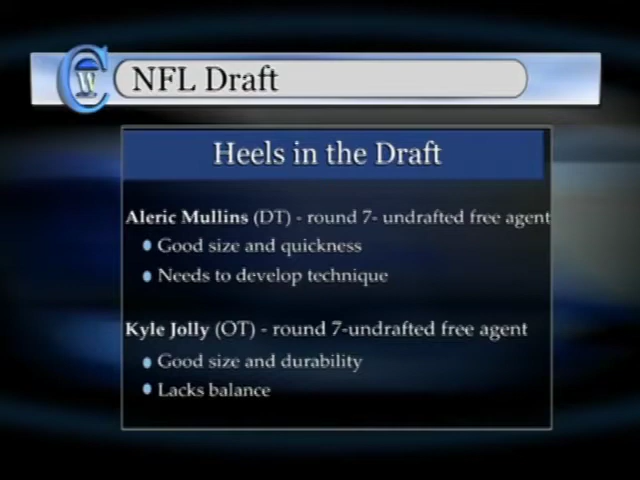 NFL Draft
Heels in the Draft
Aleric Mullins (DT) - round 7- undrafted free agent
Good size and quickness
Needs to develop technique
Kyle Jolly (OT) - round 7-undrafted free agent
Good size and durability
Lacks balance